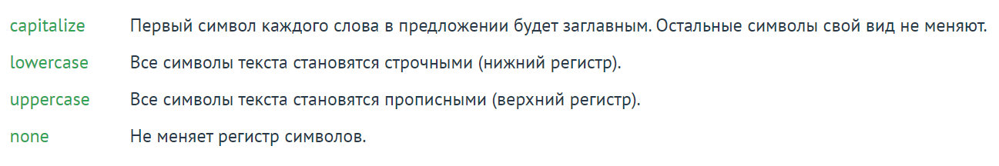 capitalize Первый символ каждого слова в предложении будет заглавным. Остальные символы свой вид не меняют.
lowercase Все символы текста становятся строчными (нижний регистр).
uppercase Все символы текста становятся прописными (верхний регистр).
none Не меняет регистр символов.